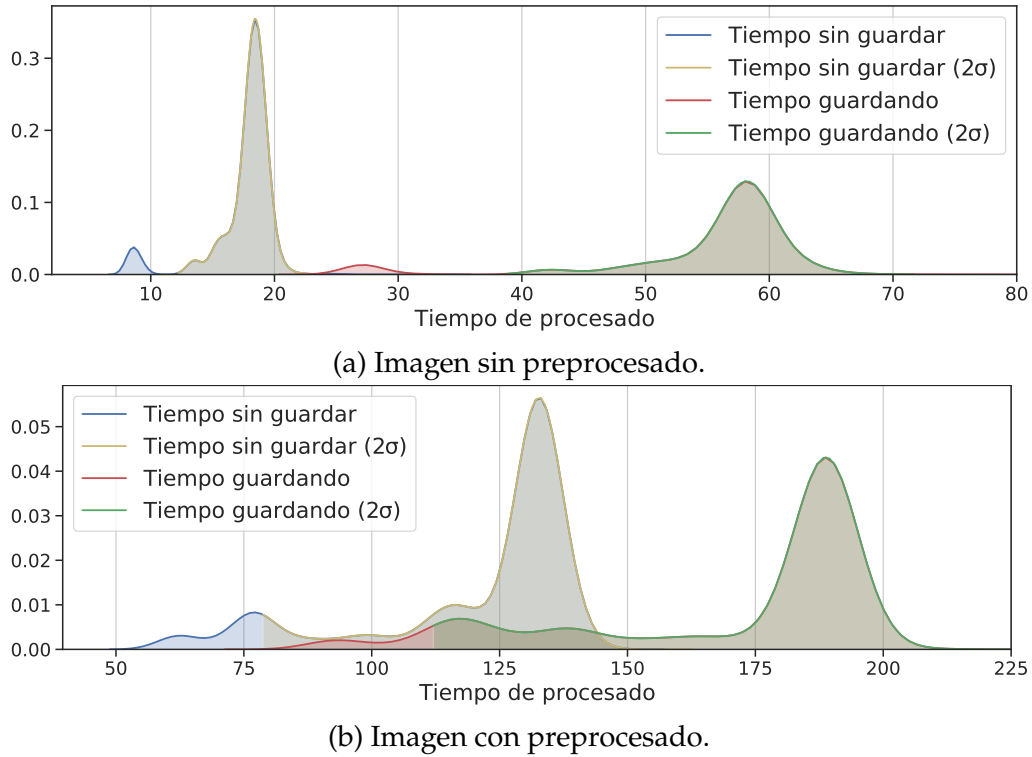 0.3
0.2
0.1
0.0
Tiempo sin guardar
Tiempo sin guardar (2σ)
Tiempo guardando
Tiempo guardando (2σ)
10 20 30 40 50 60 70 80
Tiempo de procesado
(a) Imagen sin preprocesado.
0.05
0.04
0.03
0.02
0.01
0.00
Tiempo sin guardar
Tiempo sin guardar (2σ)
Tiempo guardando
Tiempo guardando (2σ)
50 75 100 125 150 175 200 225
Tiempo de procesado
(b) Imagen con preprocesado.